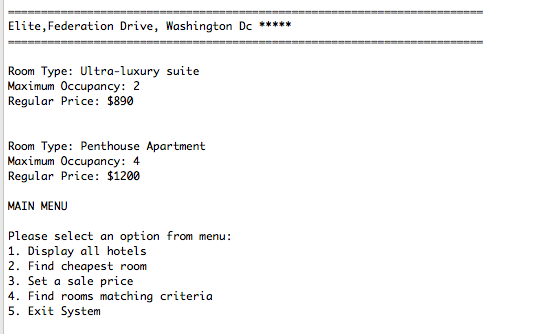 ================================================================
Elite,Federation Drive, Washington Dc *****
================================================================
Room Type: Ultra-luxury suite
Maximum Occupancy: 2
Regular Price: $890
Room Type: Penthouse Apartment
Maximum Occupancy: 4
Regular Price: $1200
MAIN MENU
Please select an option from menu:
1. Display all hotels
2. Find cheapest room
3. Set a sale price
4. Find rooms matching criteria
5. Exit System